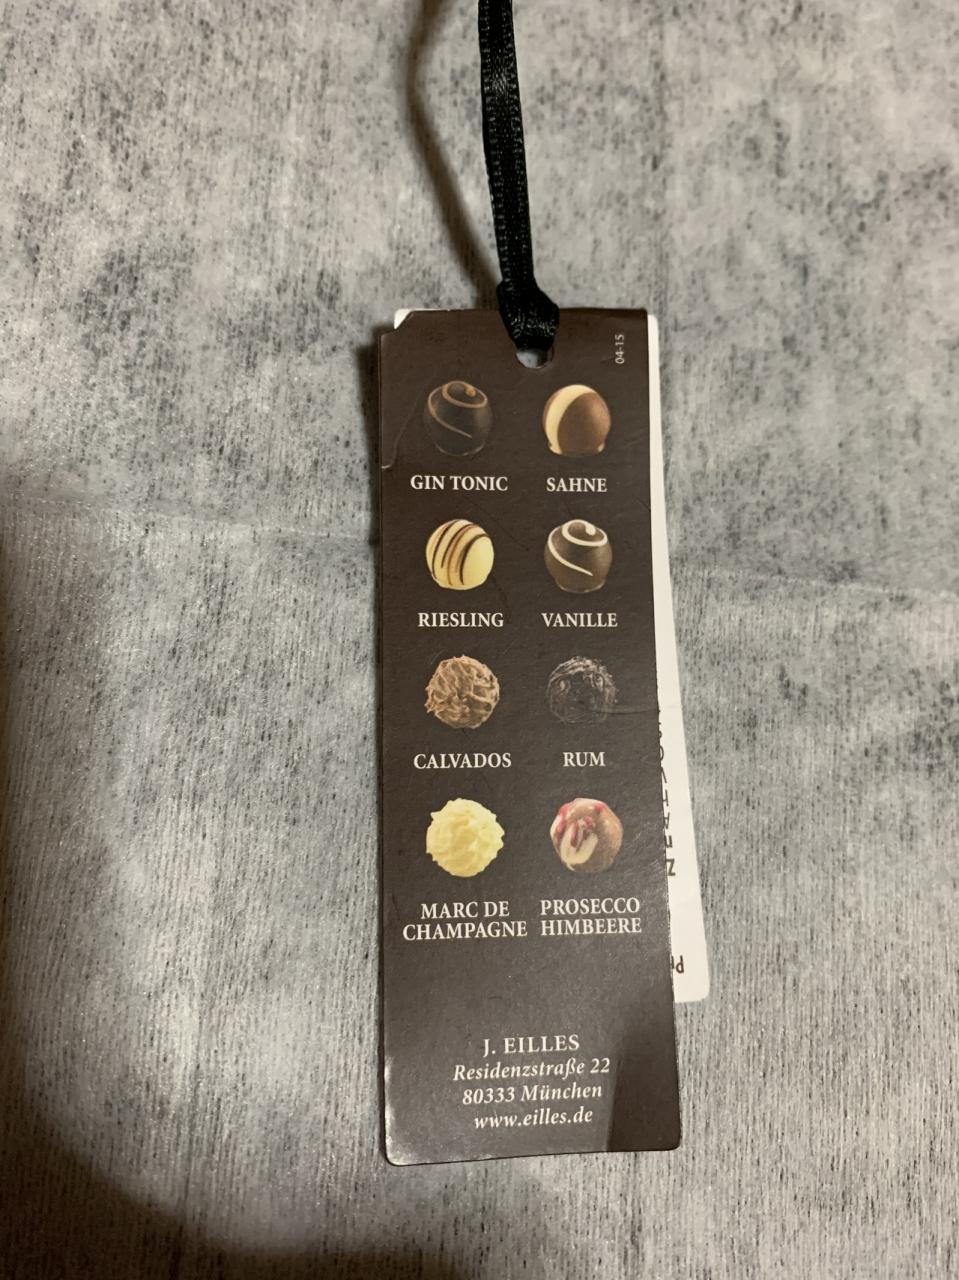 04-15
GIN TONIC
SAHNE
RIESLING
VANILLE
CALVADOS
RUM
MARC DE
CHAMPAGNE
PROSECCO
HIMBEERE
J. EILLES
Residenzstraße 22
80333 München
www.eilles.de